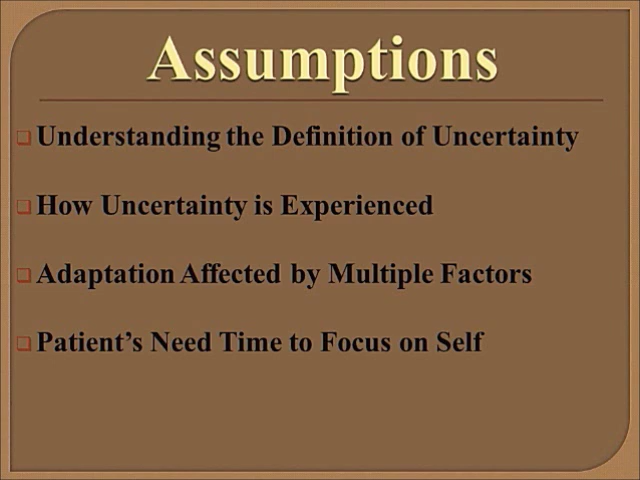 Assumptions
Understanding the Definition of Uncertainty
How Uncertainty is Experienced
Adaptation Affected by Multiple Factors
Patient’s Need Time to Focus on Self